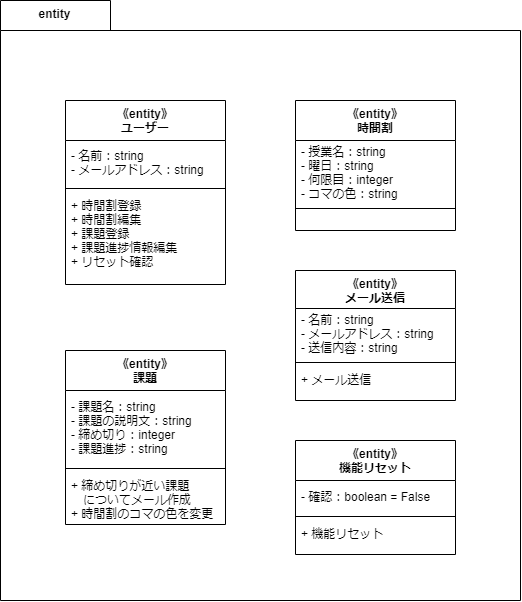 entity
《entity》
ユーザー
- 名前：string
- メールアドレス：string
+ 時間割登録
+ 時間割編集
+ 課題登録
+ 課題進捗情報編集
+ リセット確認
《entity》
時間割
- 授業名：string
- 曜日：string
- 何限目：integer
- コマの色：string
《entity》
メール送信
- 名前：string
- メールアドレス：string
- 送信内容：string
+ メール送信
《entity》
課題
- 課題名：string
- 課題の説明文：string
- 締め切り：integer
- 課題進捗：string
+ 締め切りが近い課題
についてメール作成
+ 時間割のコマの色を変更
《entity》
機能リセット
- 確認：boolean = False
+ 機能リセット